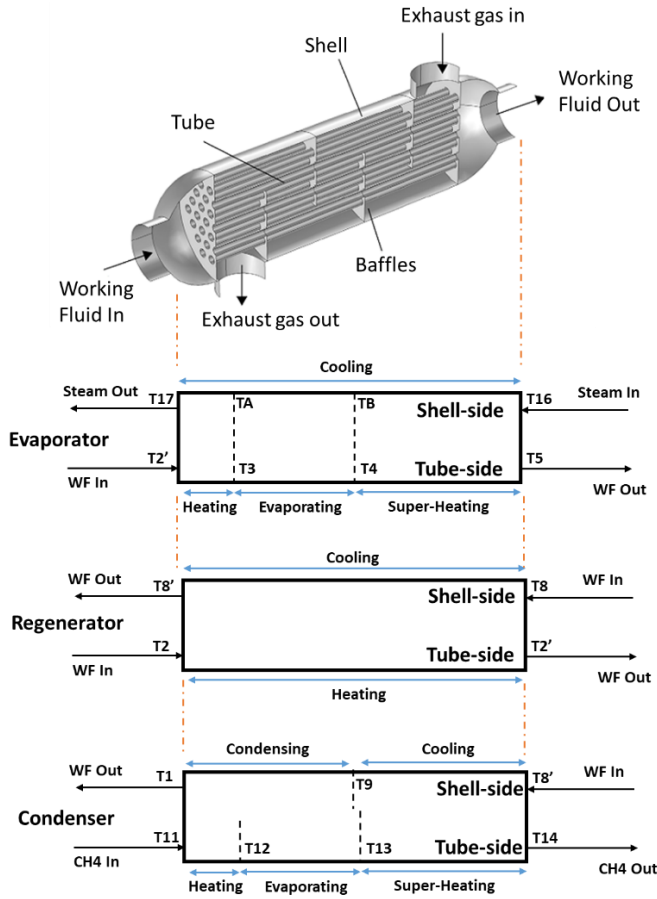 Exhaust gas in
Shell
Working
Fluid Out
Tube
Baffles
Working
Fluid In
Exhaust gas out
Cooling
Steam Out
T17
TA
TB
T16
Steam In
Shell-side
Evaporator
T2’
T3
T4
Tube-side
T5
WF In
WF Out
Heating
Evaporating
Super-Heating
Cooling
WF Out
T8’
T8
WF In
Shell-side
Regenerator
T2
Tube-side
T2’
WF In
WF Out
Heating
Condensing
Cooling
WF Out
T1
T9
T8’
WF In
Shell-side
Condenser
T11
T12
T13
Tube-side
T14
CH4 In
CH4 Out
Heating
Evaporating
Super-Heating